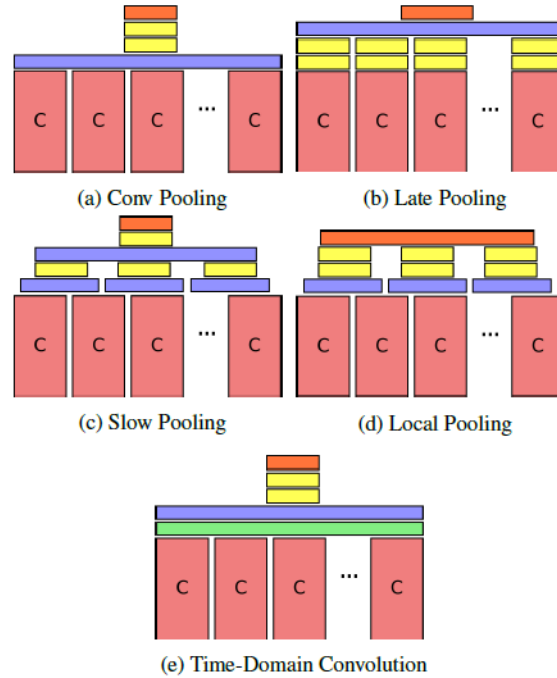 C C C ... C
C C C ... C
(a) Conv Pooling
(b) Late Pooling
C C C ... C
C C C ... C
(c) Slow Pooling
(d) Local Pooling
C C C ... C
(e) Time-Domain Convolution